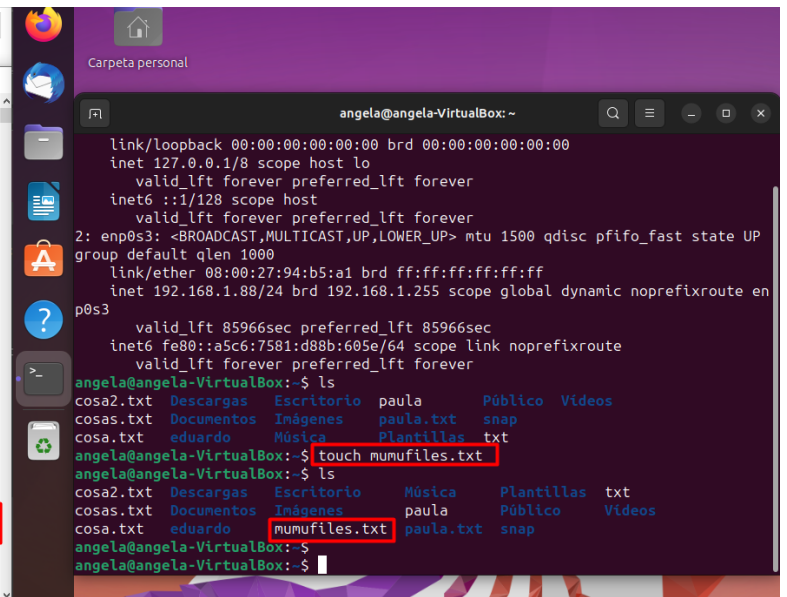 Carpeta personal
angela@angela-VirtualBox: ~
link/loopback 00:00:00:00:00:00 brd 00:00:00:00:00:00
inet 127.0.0.1/8 scope host lo
valid_lft forever preferred_lft forever
inet6 ::1/128 scope host
valid_lft forever preferred_lft forever
2: enp0s3: <BROADCAST,MULTICAST,UP,LOWER_UP> mtu 1500 qdisc pfifo_fast state UP
group default qlen 1000
link/ether 08:00:27:94:b5:a1 brd ff:ff:ff:ff:ff:ff
inet 192.168.1.88/24 brd 192.168.1.255 scope global dynamic noprefixroute en
p0s3
valid_lft 85966sec preferred_lft 85966sec
inet6 fe80::a5c6:7581:d88b:605e/64 scope link noprefixroute
valid_lft forever preferred_lft forever
angela@angela-VirtualBox:~$ ls
cosa2.txt Descargas Escritorio paula Público Vídeos
cosas.txt Documentos Imágenes paula.txt snap
cosa.txt eduardo Música Plantillas txt
angela@angela-VirtualBox:~$ touch mumufiles.txt
angela@angela-VirtualBox:~$ ls
cosa2.txt Descargas Escritorio Música Plantillas txt
cosas.txt Documentos Imágenes paula Público Vídeos
cosa.txt eduardo mumufiles.txt paula.txt snap
angela@angela-VirtualBox:~$
angela@angela-VirtualBox:~$